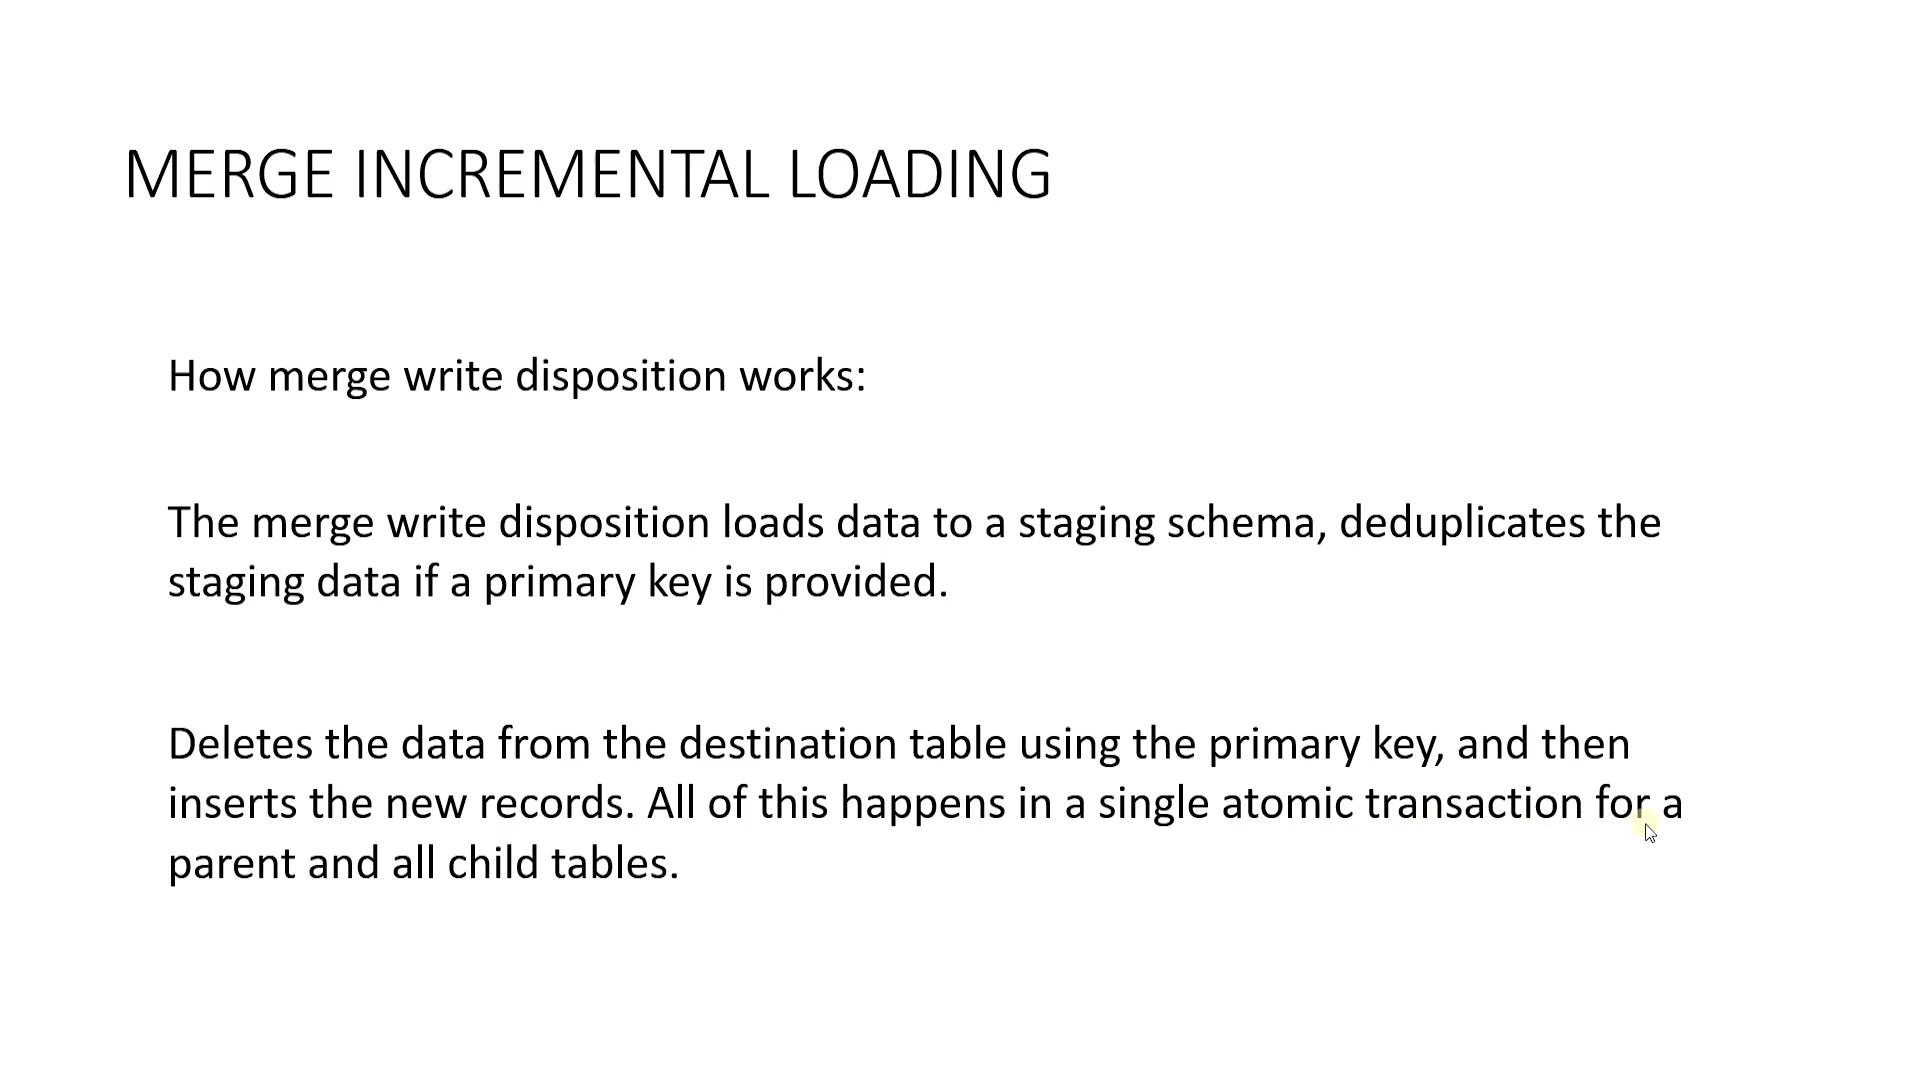 MERGE INCREMENTAL LOADING
How merge write disposition works:
The merge write disposition loads data to a staging schema, deduplicates the
staging data if a primary key is provided.
Deletes the data from the destination table using the primary key, and then
inserts the new records. All of this happens in a single atomic transaction for a
parent and all child tables.